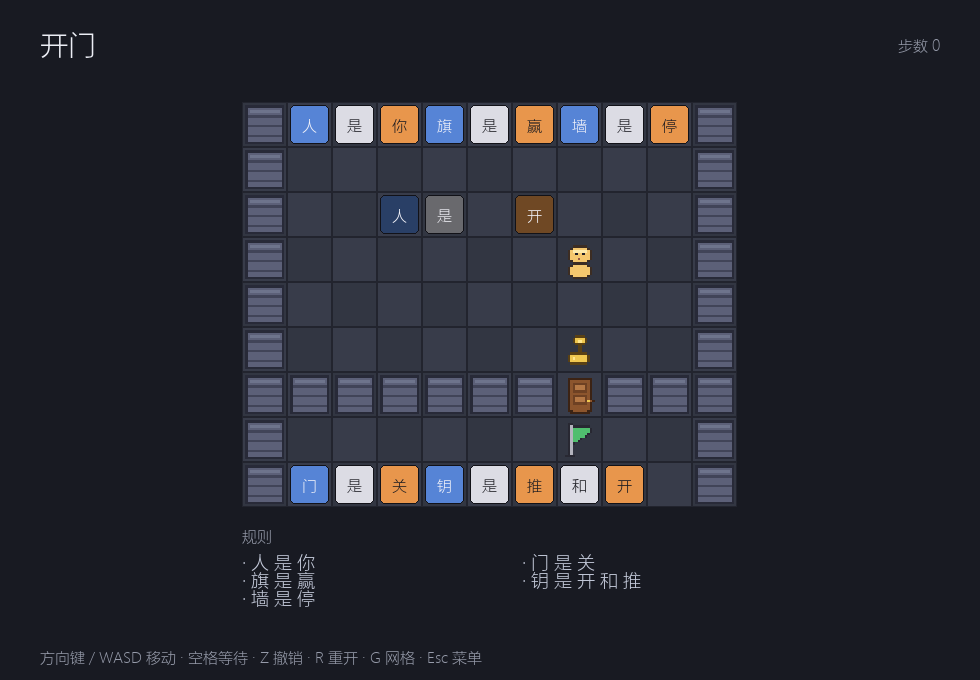 开门
步数 0
人 是 你 旗 是 赢 墙 是 停
人 是 开
门 是 关 钥 是 推 和 开
规则
· 人 是 你
· 旗 是 赢
· 墙 是 停
· 门 是 关
· 钥 是 开 和 推
方向键 / WASD 移动 · 空格等待 · Z 撤销 · R 重开 · G 网格 · Esc 菜单